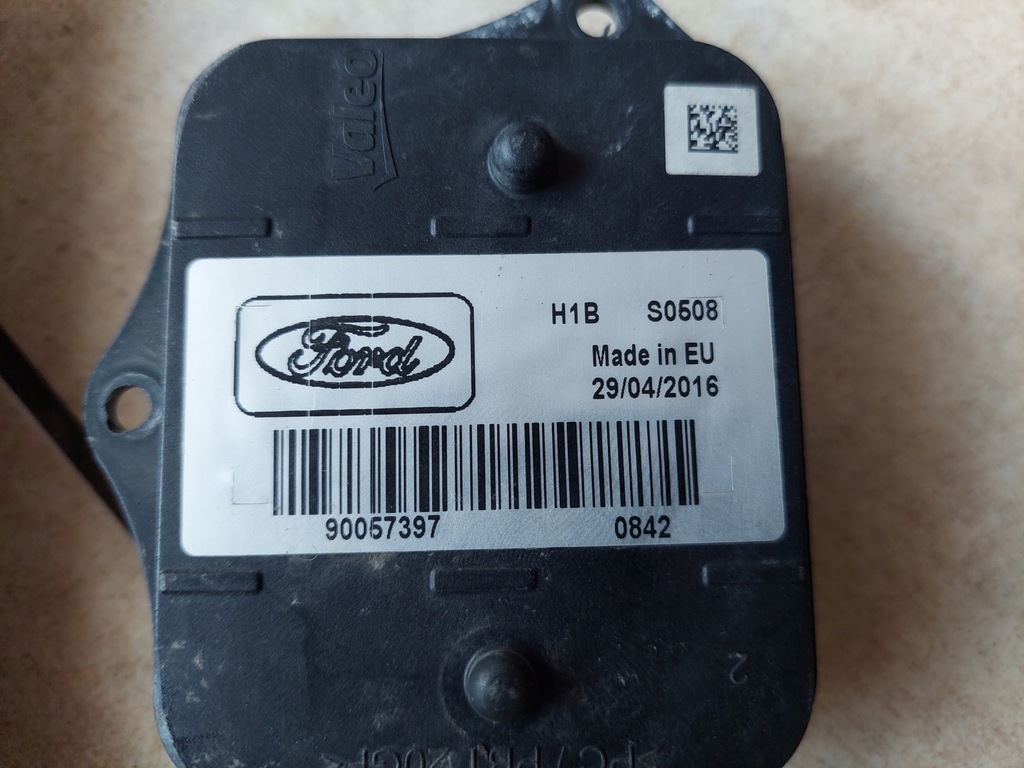 Valeo
Ford
H1B S0508
Made in EU
29/04/2016
90057397 0842
2